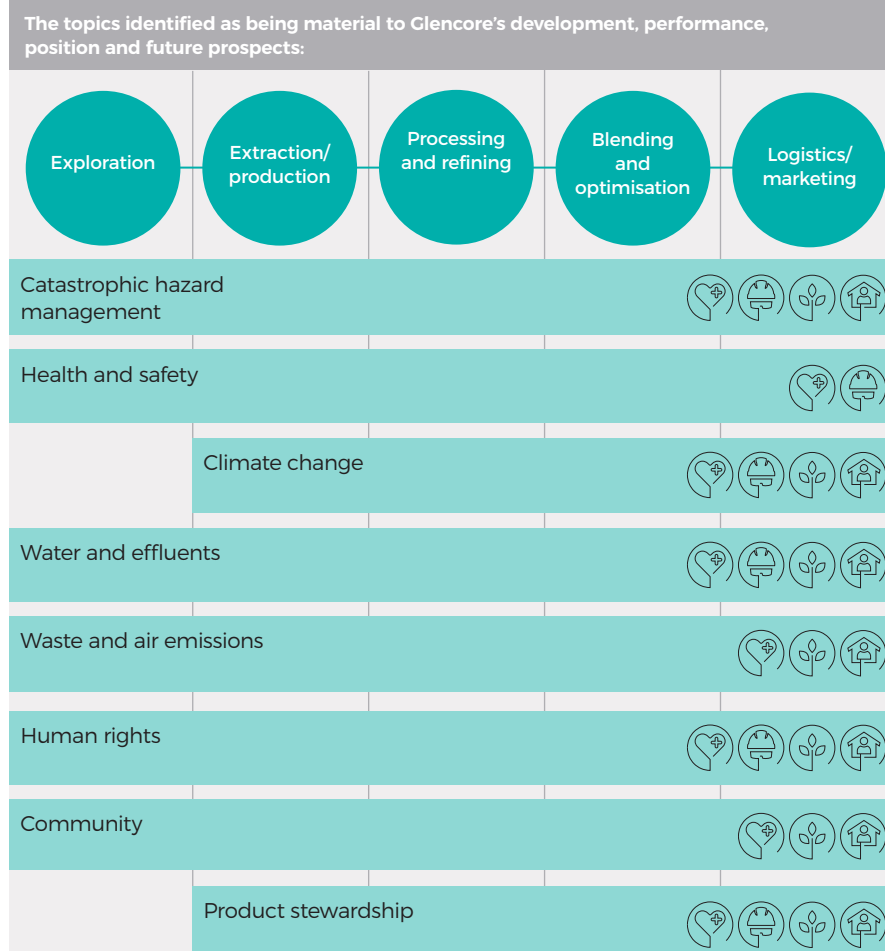 The topics identified as being material to Glencore’s development, performance,
position and future prospects:
Exploration
Extraction/
production
Processing
and refining
Blending
and
optimisation
Logistics/
marketing
Catastrophic hazard
management
Health and safety
Climate change
Water and effluents
Waste and air emissions
Human rights
Community
Product stewardship